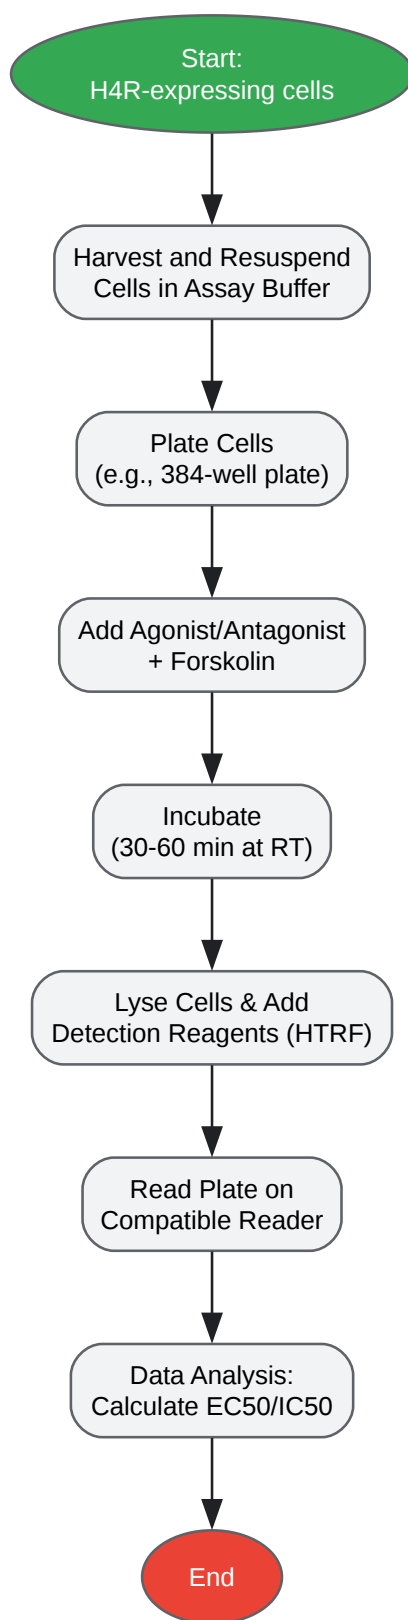 Start:
H4R-expressing cells
Harvest and Resuspend
Cells in Assay Buffer
Plate Cells
(e.g., 384-well plate)
Add Agonist/Antagonist
+ Forskolin
Incubate
(30-60 min at RT)
Lyse Cells & Add
Detection Reagents (HTRF)
Read Plate on
Compatible Reader
Data Analysis:
Calculate EC50/IC50
End